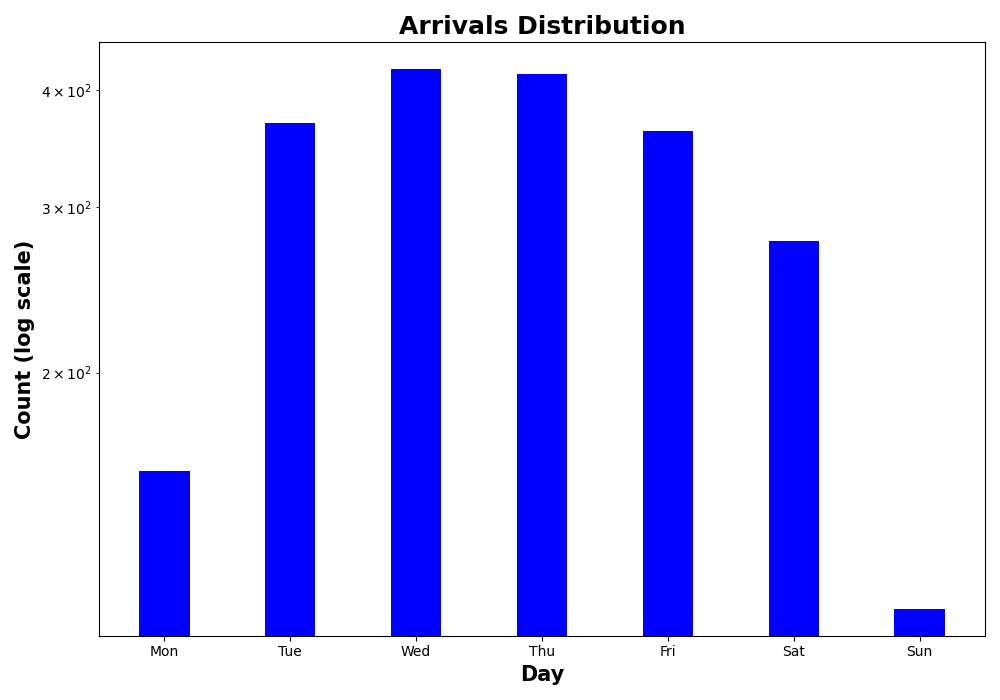 Arrivals Distribution
4 × 10²
3 × 10²
2 × 10²
Count (log scale)
Mon Tue Wed Thu Fri Sat Sun
Day